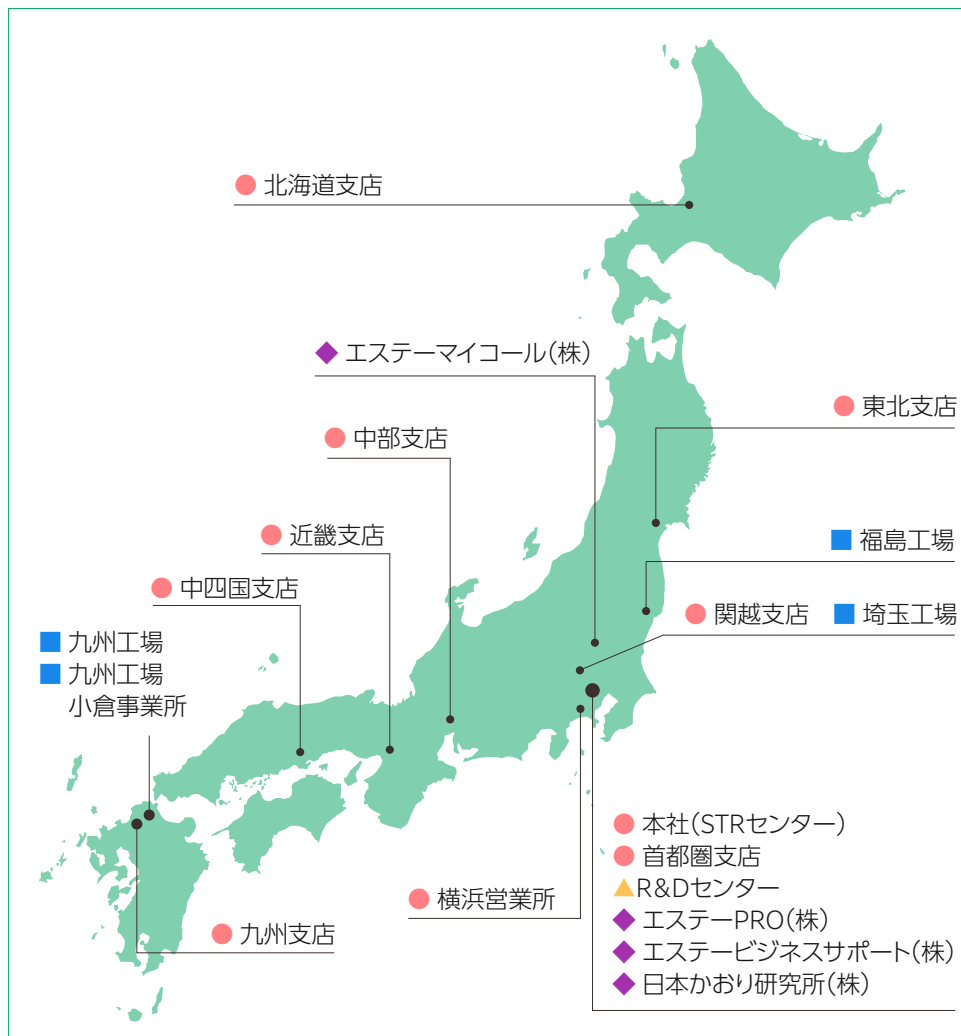 北海道支店
エステーマイコール(株)
東北支店
中部支店
近畿支店
福島工場
中四国支店
関越支店 埼玉工場
九州工場
九州工場
小倉事業所
本社(STRセンター)
首都圏支店
R&Dセンター
エステーPRO(株)
エステービジネスサポート(株)
日本かおり研究所(株)
横浜営業所
九州支店